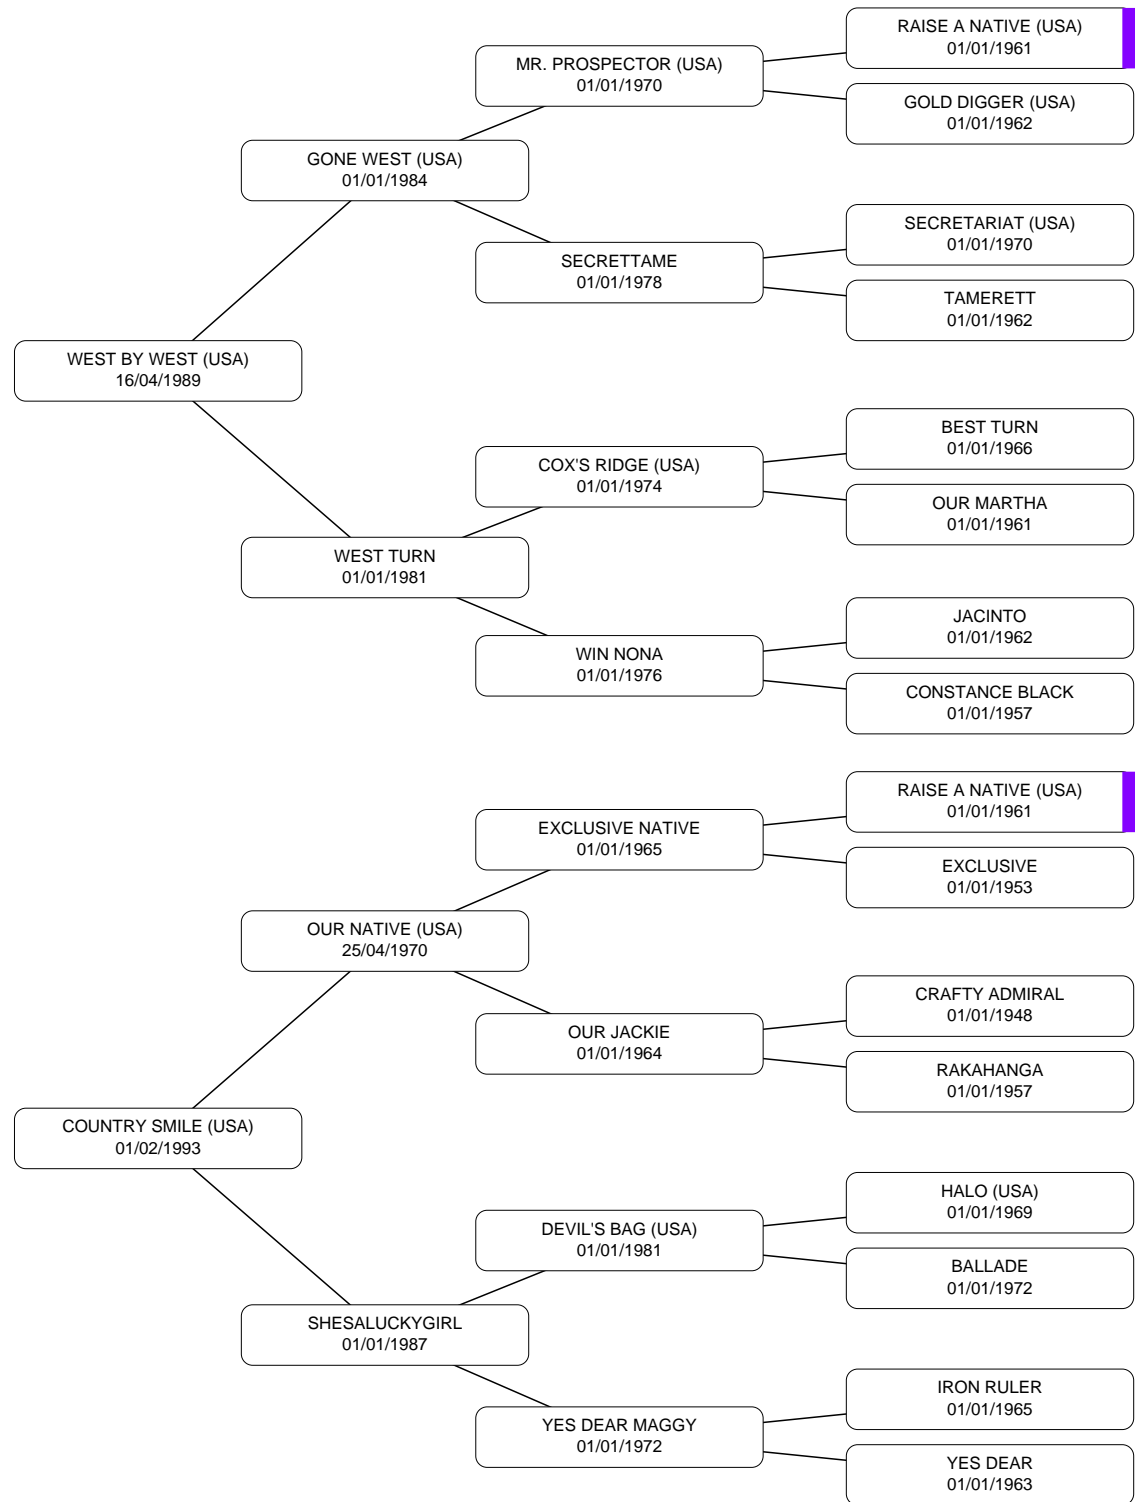 RAISE A NATIVE (USA)
01/01/1961
MR. PROSPECTOR (USA)
01/01/1970
GOLD DIGGER (USA)
01/01/1962
GONE WEST (USA)
01/01/1984
SECRETARIAT (USA)
01/01/1970
SECRETTAME
01/01/1978
TAMERETT
01/01/1962
WEST BY WEST (USA)
16/04/1989
BEST TURN
01/01/1966
COX'S RIDGE (USA)
01/01/1974
OUR MARTHA
01/01/1961
WEST TURN
01/01/1981
JACINTO
01/01/1962
WIN NONA
01/01/1976
CONSTANCE BLACK
01/01/1957
RAISE A NATIVE (USA)
01/01/1961
EXCLUSIVE NATIVE
01/01/1965
EXCLUSIVE
01/01/1953
OUR NATIVE (USA)
25/04/1970
CRAFTY ADMIRAL
01/01/1948
OUR JACKIE
01/01/1964
RAKAHANGA
01/01/1957
COUNTRY SMILE (USA)
01/02/1993
HALO (USA)
01/01/1969
DEVIL'S BAG (USA)
01/01/1981
BALLADE
01/01/1972
SHESALUCKYGIRL
01/01/1987
IRON RULER
01/01/1965
YES DEAR MAGGY
01/01/1972
YES DEAR
01/01/1963